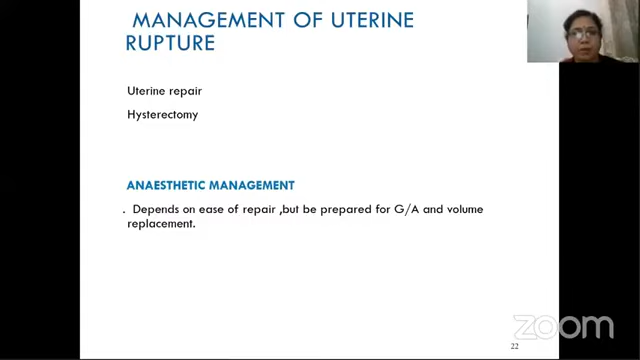 MANAGEMENT OF UTERINE
RUPTURE
Uterine repair
Hysterectomy
ANAESTHETIC MANAGEMENT
. Depends on ease of repair ,but be prepared for G/A and volume
replacement.
zoom
22